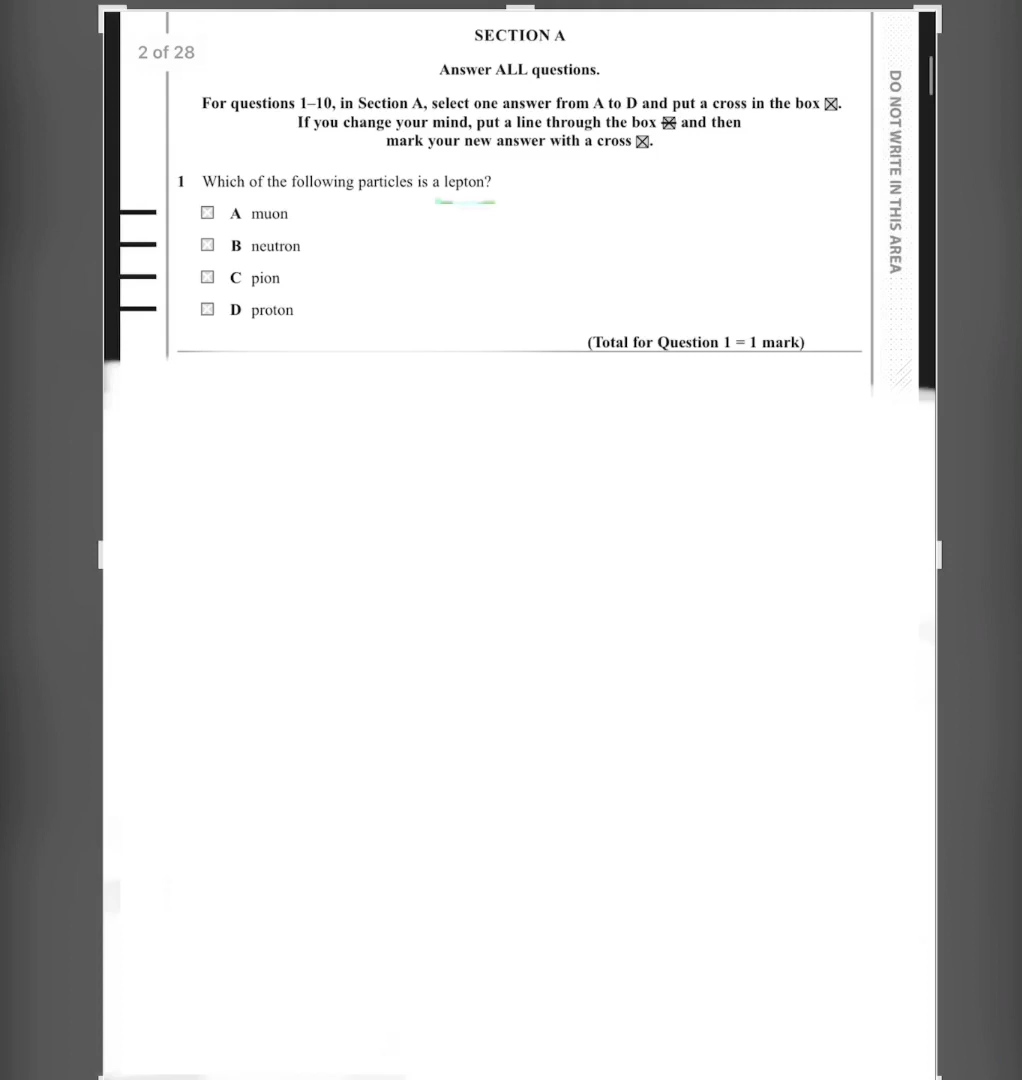 2 of 28
SECTION A
Answer ALL questions.
For questions 1–10, in Section A, select one answer from A to D and put a cross in the box ☒.
If you change your mind, put a line through the box and then
mark your new answer with a cross ☒.
1 Which of the following particles is a lepton?
A muon
B neutron
C pion
D proton
(Total for Question 1 = 1 mark)
DO NOT WRITE IN THIS AREA